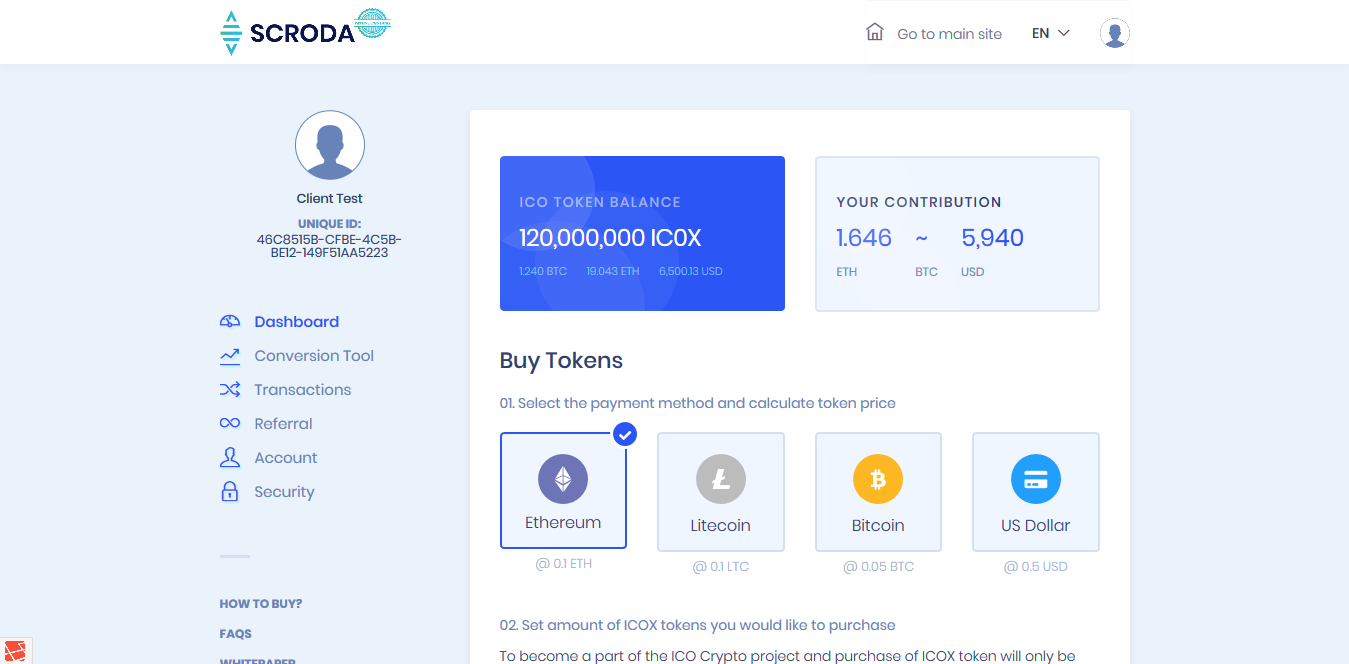 SCRODA
Go to main site
EN
Client Test
UNIQUE ID:
46C8515B-CFBE-4C5B-
BE12-149F51AA5223
Dashboard
Conversion Tool
Transactions
Referral
Account
Security
HOW TO BUY?
FAQS
WHITEPAPER
ICO TOKEN BALANCE
120,000,000 IC0X
1.240 BTC 19.043 ETH 6,500.13 USD
YOUR CONTRIBUTION
1.646 ~ 5,940
ETH BTC USD
Buy Tokens
01. Select the payment method and calculate token price
Ethereum Litecoin Bitcoin US Dollar
@ 0.1 ETH @ 0.1 LTC @ 0.05 BTC @ 0.5 USD
02. Set amount of ICOX tokens you would like to purchase
To become a part of the ICO Crypto project and purchase of ICOX token will only be